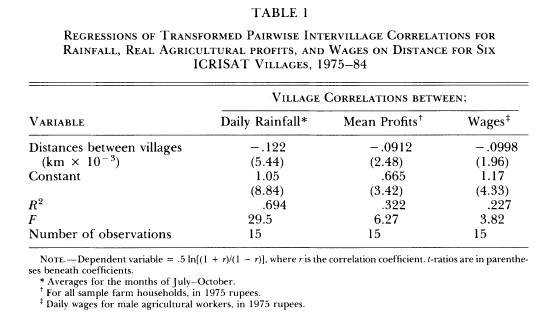 TABLE 1
REGRESSIONS OF TRANSFORMED PAIRWISE INTERVILLAGE CORRELATIONS FOR
RAINFALL, REAL AGRICULTURAL PROFITS, AND WAGES ON DISTANCE FOR SIX
ICRISAT VILLAGES, 1975–84
VILLAGE CORRELATIONS BETWEEN:
VARIABLE Daily Rainfall* Mean Profits† Wages‡
Distances between villages −.122 −.0912 −.0998
(km × 10⁻³) (5.44) (2.48) (1.96)
Constant 1.05 .665 1.17
(8.84) (3.42) (4.33)
R² .694 .322 .227
F 29.5 6.27 3.82
Number of observations 15 15 15
NOTE.—Dependent variable = .5 ln[(1 + r)/(1 − r)], where r is the correlation coefficient. t-ratios are in parenthe-
ses beneath coefficients.
* Averages for the months of July–October.
† For all sample farm households, in 1975 rupees.
‡ Daily wages for male agricultural workers, in 1975 rupees.